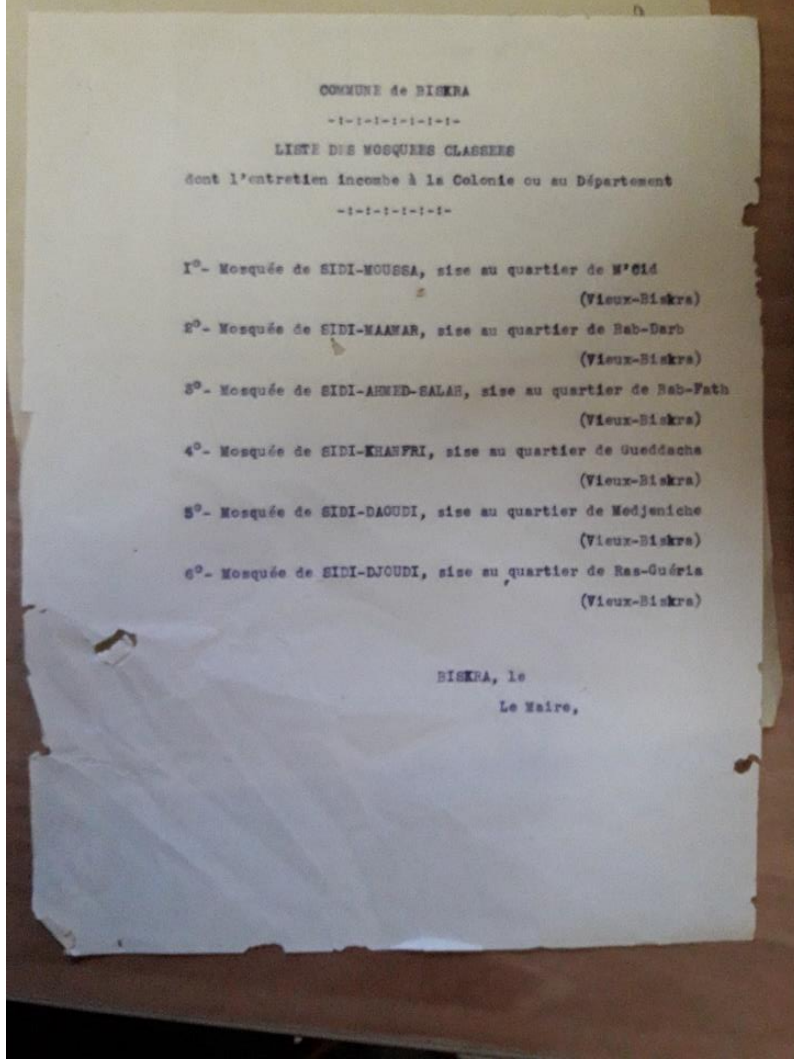 COMMUNE de BISKRA
-:-:-:-:-:-:-:-
LISTE DES MOSQUEES CLASSEES
dont l'entretien incombe à la Colonie ou au Département
-:-:-:-:-:-:-
1°- Mosquée de SIDI-MOUSSA, sise au quartier de M'Cid
(Vieux-Biskra)
2°- Mosquée de SIDI-MAAMAR, sise au quartier de Bab-Darb
(Vieux-Biskra)
3°- Mosquée de SIDI-AHMED-SALAH, sise au quartier de Bab-Fath
(Vieux-Biskra)
4°- Mosquée de SIDI-KHAHFRI, sise au quartier de Gueddacha
(Vieux-Biskra)
5°- Mosquée de SIDI-DAOUDI, sise au quartier de Medjeniche
(Vieux-Biskra)
6°- Mosquée de SIDI-DJOUDI, sise au quartier de Ras-Guéria
(Vieux-Biskra)
BISKRA, le
Le Maire,